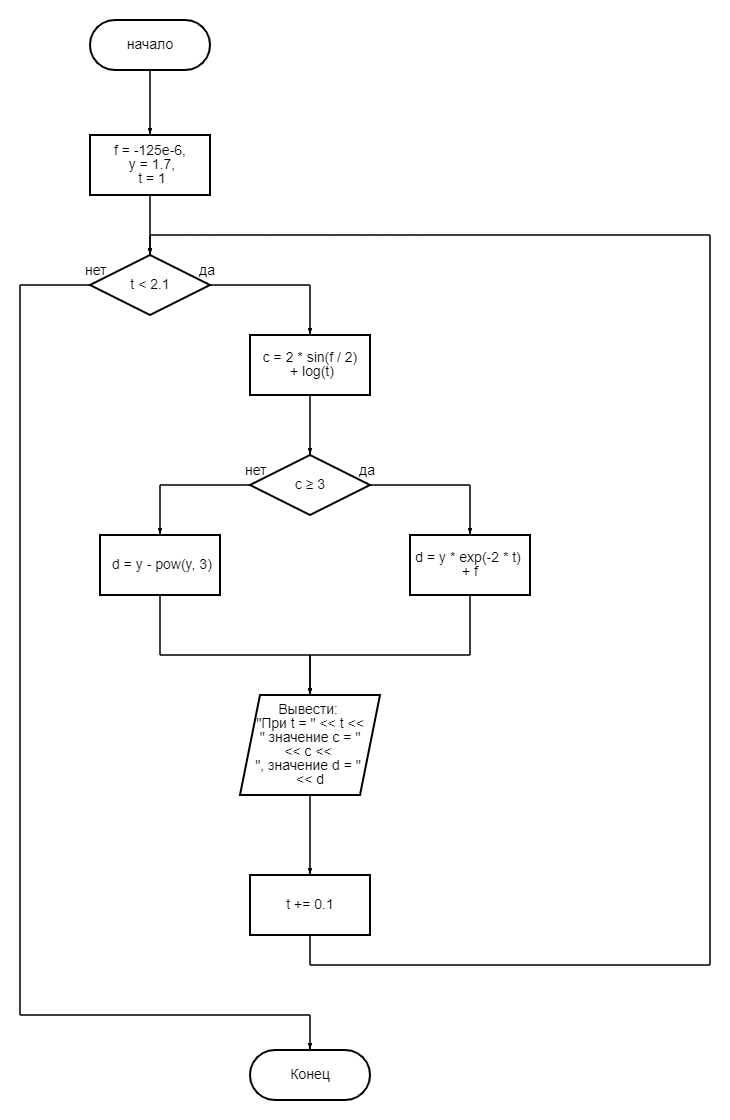 начало
f = -125e-6,
y = 1.7,
t = 1
нет
да
t < 2.1
c = 2 * sin(f / 2)
+ log(t)
нет
да
c ≥ 3
d = y - pow(y, 3)
d = y * exp(-2 * t)
+ f
Вывести:
"При t = " << t <<
" значение c = "
<< c <<
", значение d = "
<< d
t += 0.1
Конец